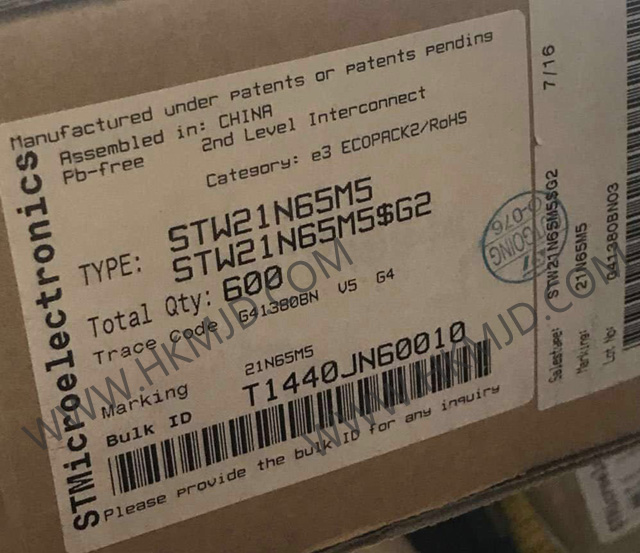 Manufactured under patents or patents pending
Assembled in: CHINA
Pb-free 2nd Level Interconnect
Category: e3 ECOPACK2/RoHS
TYPE: STW21N65M5
STW21N65M5$G2
Total Qty: 600
Trace Code G41380BN V5 G4
Marking 21N65M5
Bulk ID T1440JN60010
Please provide the bulk ID for any inquiry
STMicroelectronics
7/16
OUTGOING
Salestype: STW21N65M5$G2
Marking: 21N65M5
Lot No: G41380BN03
WWW.HKMJD.COM
WWW.HKMJD.COM